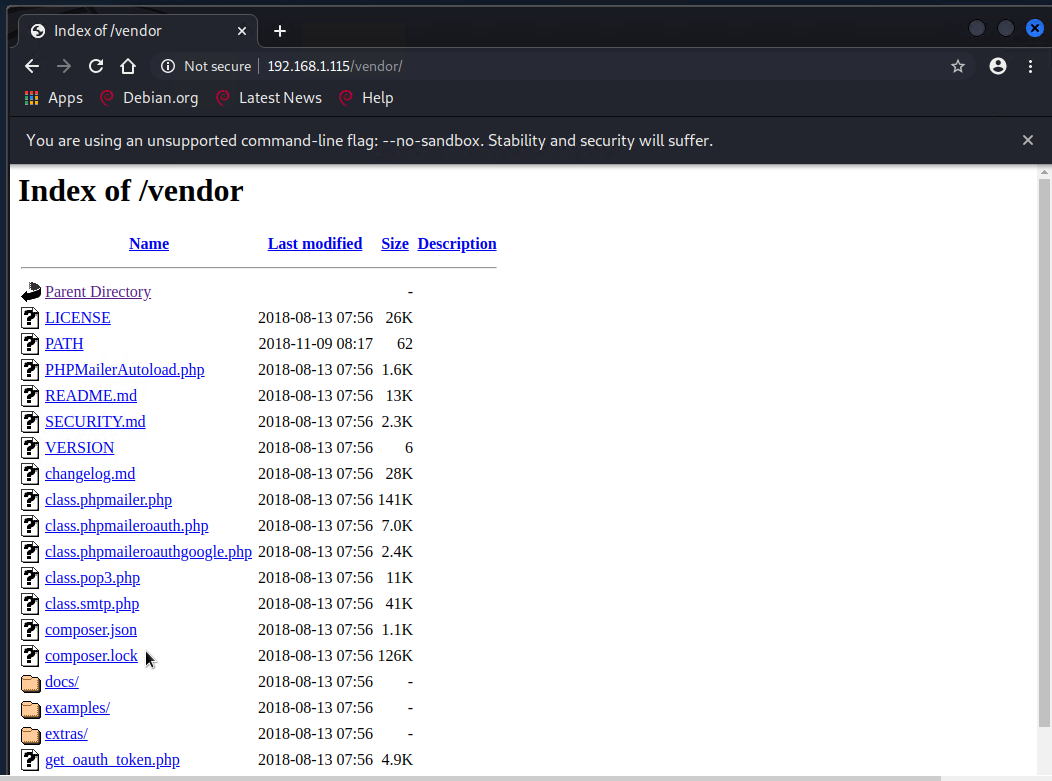 Index of /vendor
Not secure 192.168.1.115/vendor/
Apps Debian.org Latest News Help
You are using an unsupported command-line flag: --no-sandbox. Stability and security will suffer.
Index of /vendor
Name Last modified Size Description
Parent Directory -
LICENSE 2018-08-13 07:56 26K
PATH 2018-11-09 08:17 62
PHPMailerAutoload.php 2018-08-13 07:56 1.6K
README.md 2018-08-13 07:56 13K
SECURITY.md 2018-08-13 07:56 2.3K
VERSION 2018-08-13 07:56 6
changelog.md 2018-08-13 07:56 28K
class.phpmailer.php 2018-08-13 07:56 141K
class.phpmaileroauth.php 2018-08-13 07:56 7.0K
class.phpmaileroauthgoogle.php 2018-08-13 07:56 2.4K
class.pop3.php 2018-08-13 07:56 11K
class.smtp.php 2018-08-13 07:56 41K
composer.json 2018-08-13 07:56 1.1K
composer.lock 2018-08-13 07:56 126K
docs/ 2018-08-13 07:56 -
examples/ 2018-08-13 07:56 -
extras/ 2018-08-13 07:56 -
get_oauth_token.php 2018-08-13 07:56 4.9K